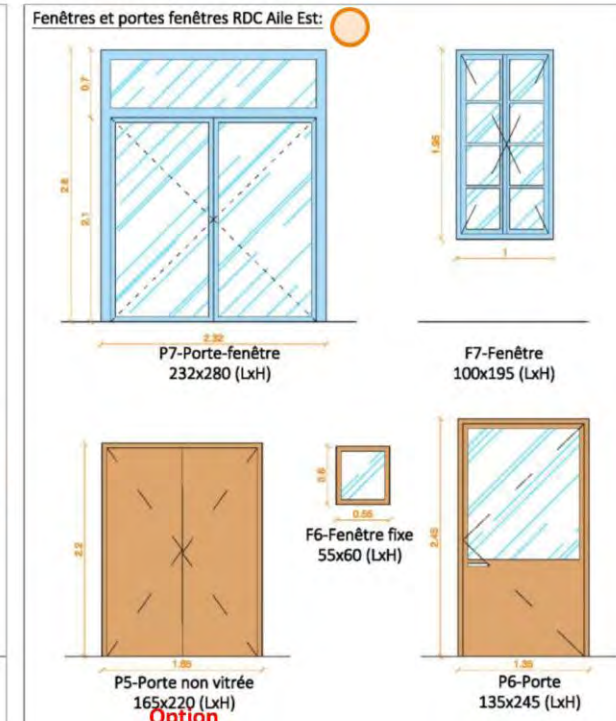 Fenêtres et portes fenêtres RDC Aile Est:
0.7
2.8
2.1
2.32
P7-Porte-fenêtre
232x280 (LxH)
1.95
1
F7-Fenêtre
100x195 (LxH)
2.2
1.65
P5-Porte non vitrée
165x220 (LxH)
Option
0.6
0.55
F6-Fenêtre fixe
55x60 (LxH)
2.45
1.35
P6-Porte
135x245 (LxH)